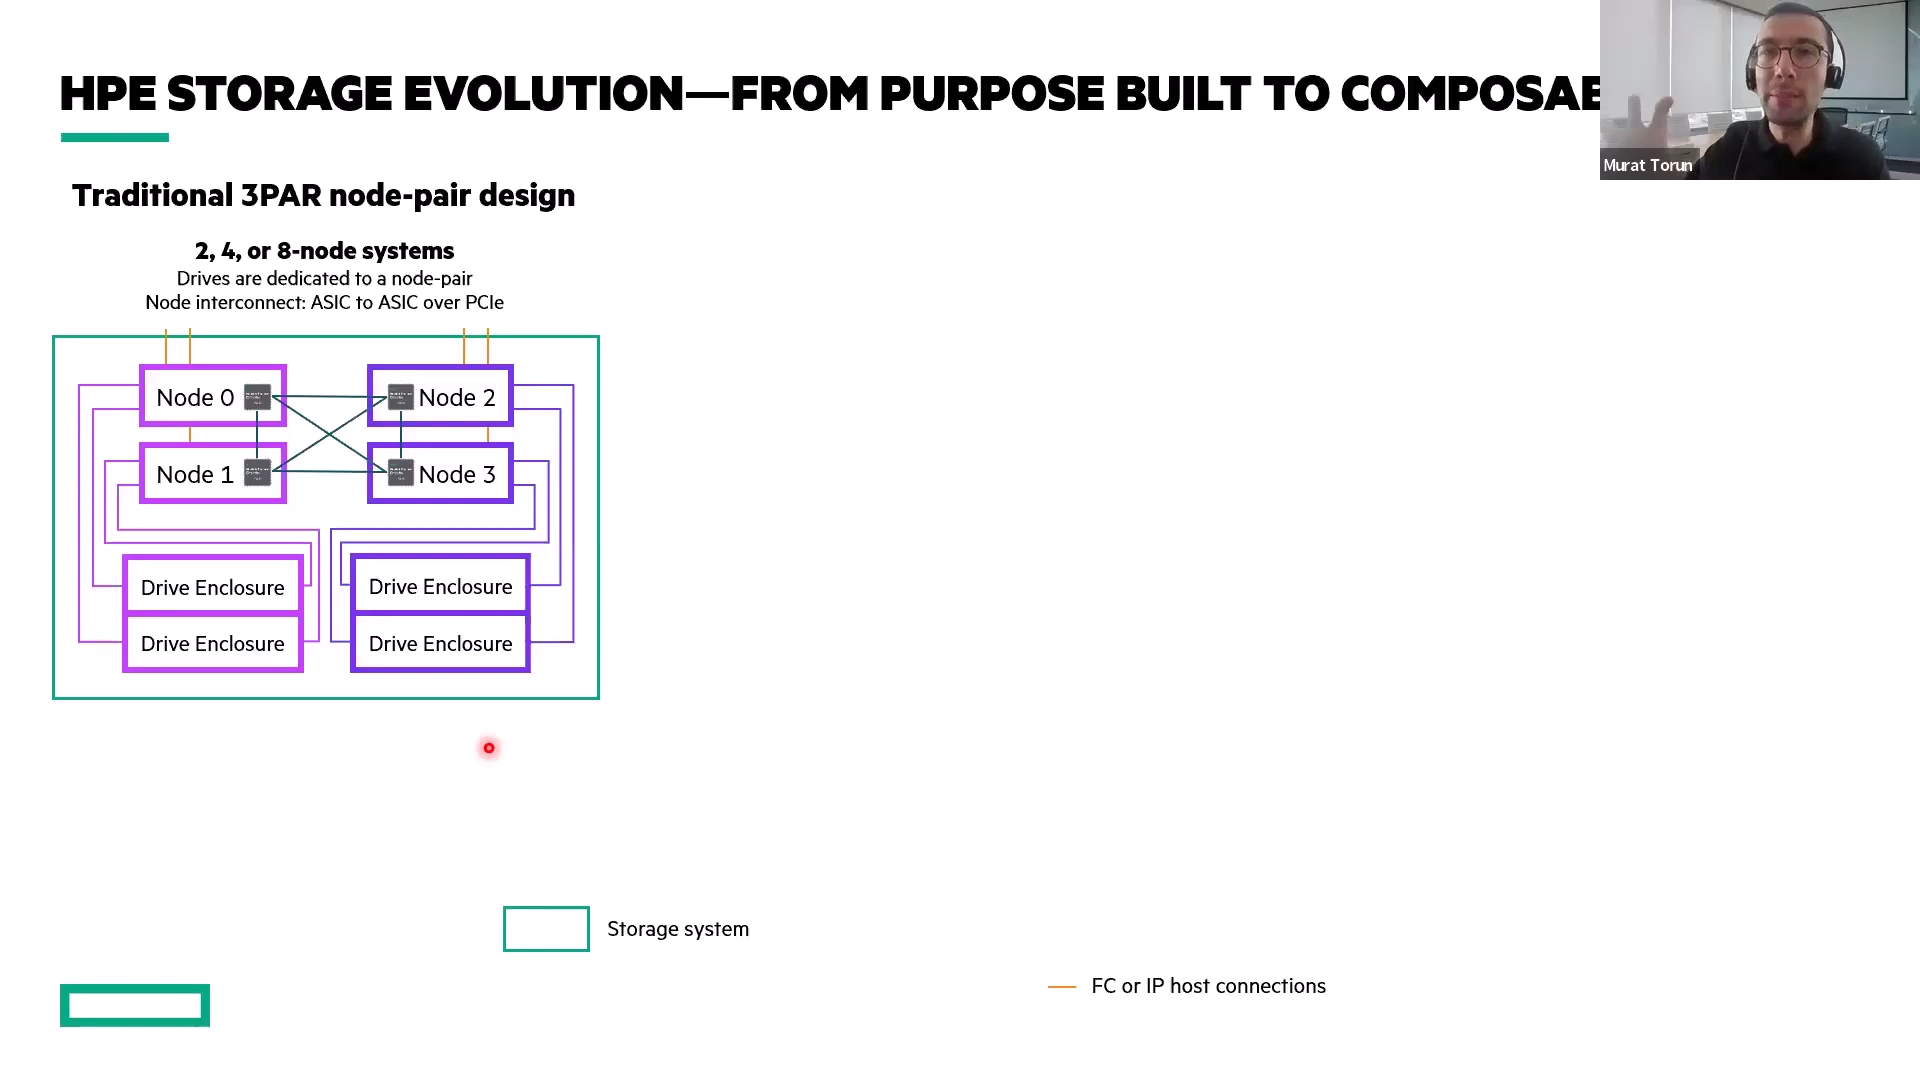 HPE STORAGE EVOLUTION—FROM PURPOSE BUILT TO COMPOSAB
Murat Torun
Traditional 3PAR node-pair design
2, 4, or 8-node systems
Drives are dedicated to a node-pair
Node interconnect: ASIC to ASIC over PCIe
Node 0
Node 2
Node 1
Node 3
Drive Enclosure
Drive Enclosure
Drive Enclosure
Drive Enclosure
Storage system
FC or IP host connections